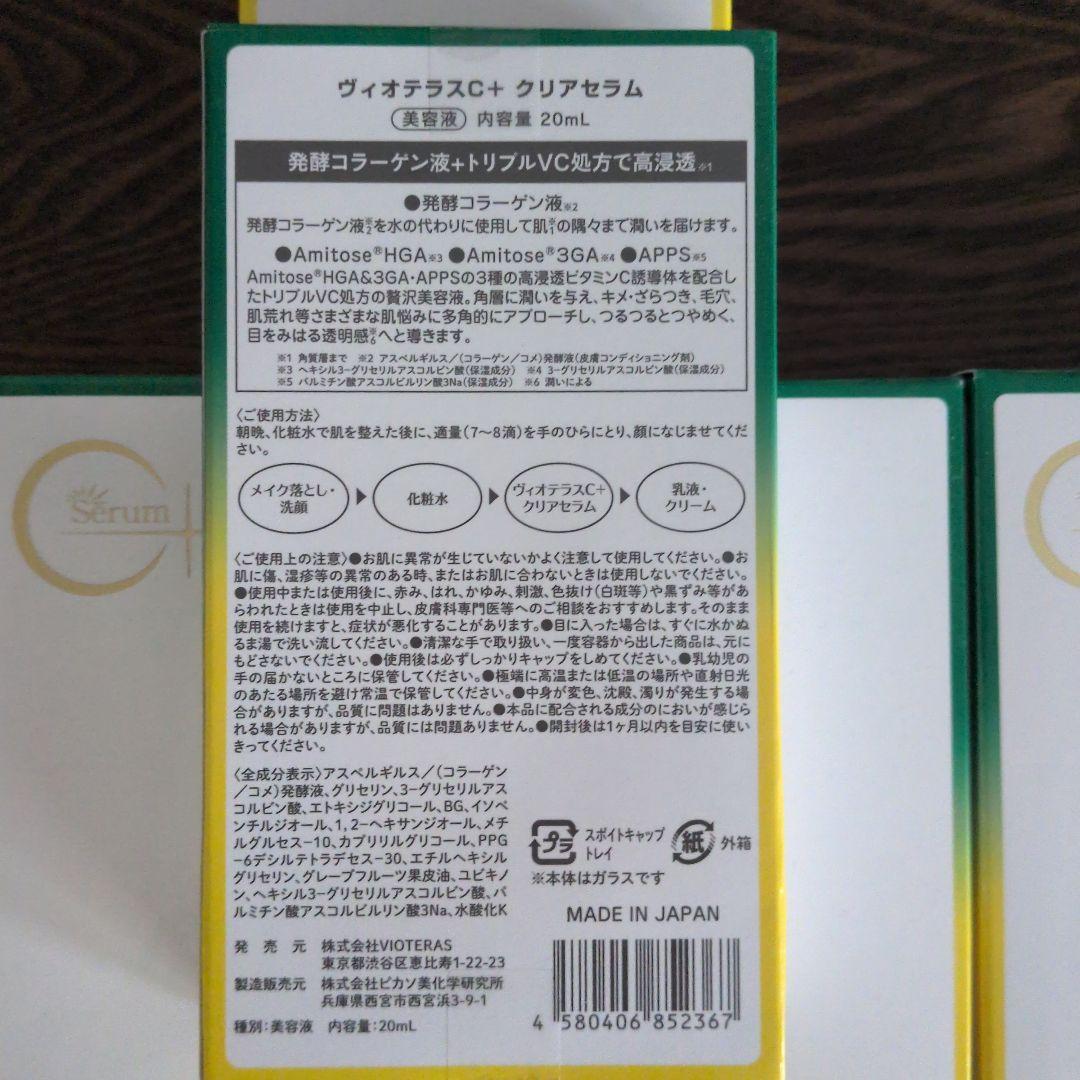 ヴィオテラスC+ クリアセラム
美容液 内容量 20mL
発酵コラーゲン液+トリプルVC処方で高浸透※1
●発酵コラーゲン液※2
発酵コラーゲン液※2を水の代わりに使用して肌※1の隅々まで潤いを届けます。
●Amitose®HGA※3 ●Amitose®3GA※4 ●APPS※5
Amitose®HGA&3GA・APPSの3種の高浸透ビタミンC誘導体を配合し
たトリプルVC処方の贅沢美容液。角層に潤いを与え、キメ・ざらつき、毛穴、
肌荒れ等さまざまな肌悩みに多角的にアプローチし、つるつるとつやめく、
目をみはる透明感※6へと導きます。
※1 角質層まで ※2 アスペルギルス/(コラーゲン/コメ)発酵液(皮膚コンディショニング剤)
※3 ヘキシル3-グリセリルアスコルビン酸(保湿成分) ※4 3-グリセリルアスコルビン酸(保湿成分)
※5 パルミチン酸アスコルビルリン酸3Na(保湿成分) ※6 潤いによる
〈ご使用方法〉
朝晩、化粧水で肌を整えた後に、適量(7〜8滴)を手のひらにとり、顔になじませてくだ
さい。
メイク落とし・洗顔 ▶ 化粧水 ▶ ヴィオテラスC+クリアセラム ▶ 乳液・クリーム
〈ご使用上の注意〉●お肌に異常が生じていないかよく注意して使用してください。●お
肌に傷、湿疹等の異常のある時、またはお肌に合わないときは使用しないでください。
●使用中または使用後に、赤み、はれ、かゆみ、刺激、色抜け(白斑等)や黒ずみ等があ
らわれたときは使用を中止し、皮膚科専門医等へのご相談をおすすめします。そのまま
使用を続けますと、症状が悪化することがあります。●目に入った場合は、すぐに水かぬ
るま湯で洗い流してください。●清潔な手で取り扱い、一度容器から出した商品は、元に
もどさないでください。●使用後は必ずしっかりキャップをしめてください。●乳幼児の
手の届かないところに保管してください。●極端に高温または低温の場所や直射日光
のあたる場所を避け常温で保管してください。●中身が変色、沈殿、濁りが発生する場
合がありますが、品質に問題はありません。●本品に配合される成分のにおいが感じら
れる場合がありますが、品質には問題ありません。●開封後は1ヶ月以内を目安に使い
きってください。
〈全成分表示〉アスペルギルス/(コラーゲン
/コメ)発酵液、グリセリン、3-グリセリルアス
コルビン酸、エトキシジグリコール、BG、イソペ
ンチルジオール、1,2-ヘキサンジオール、メチ
ルグルセス-10、カプリリルグリコール、PPG
-6デシルテトラデセス-30、エチルヘキシル
グリセリン、グレープフルーツ果皮油、ユビキノ
ン、ヘキシル3-グリセリルアスコルビン酸、パ
ルミチン酸アスコルビルリン酸3Na、水酸化K
プラ スポイトキャップ
トレイ
紙 外箱
※本体はガラスです
MADE IN JAPAN
発売元 株式会社VIOTERAS
東京都渋谷区恵比寿1-22-23
製造販売元 株式会社ピカソ美化学研究所
兵庫県西宮市西宮浜3-9-1
種別:美容液 内容量:20mL
4 580406 852367
Serum